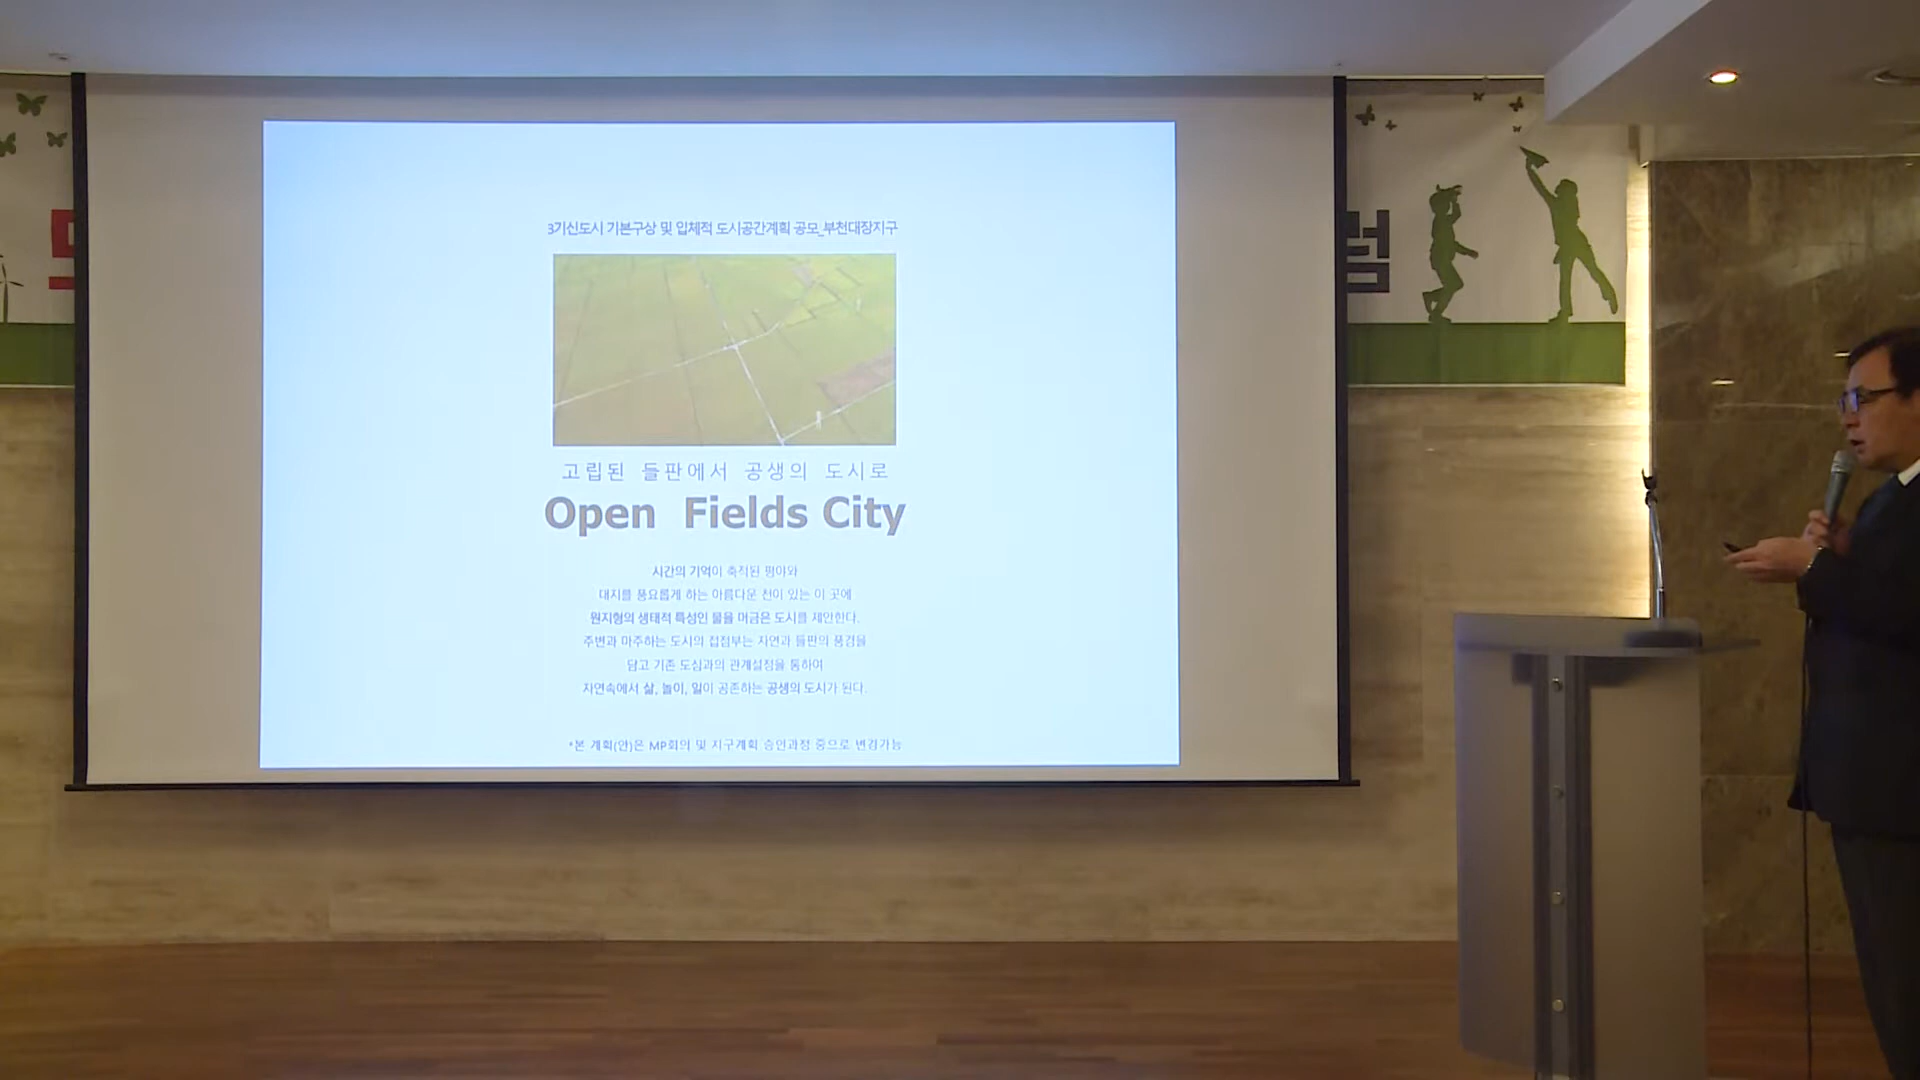 3기신도시 기본구상 및 입체적 도시공간계획 공모_부천대장지구
고립된 들판에서 공생의 도시로
Open Fields City
시간의 기억이 축적된 평야와
대지를 풍요롭게 하는 아름다운 천이 있는 이 곳에
원지형의 생태적 특성인 물을 머금은 도시를 제안한다.
주변과 마주하는 도시의 접점부는 자연과 들판의 풍경을
담고 기존 도심과의 관계설정을 통하여
자연속에서 삶, 놀이, 일이 공존하는 공생의 도시가 된다.
*본 계획(안)은 MP회의 및 지구계획 승인과정 중으로 변경가능
럼